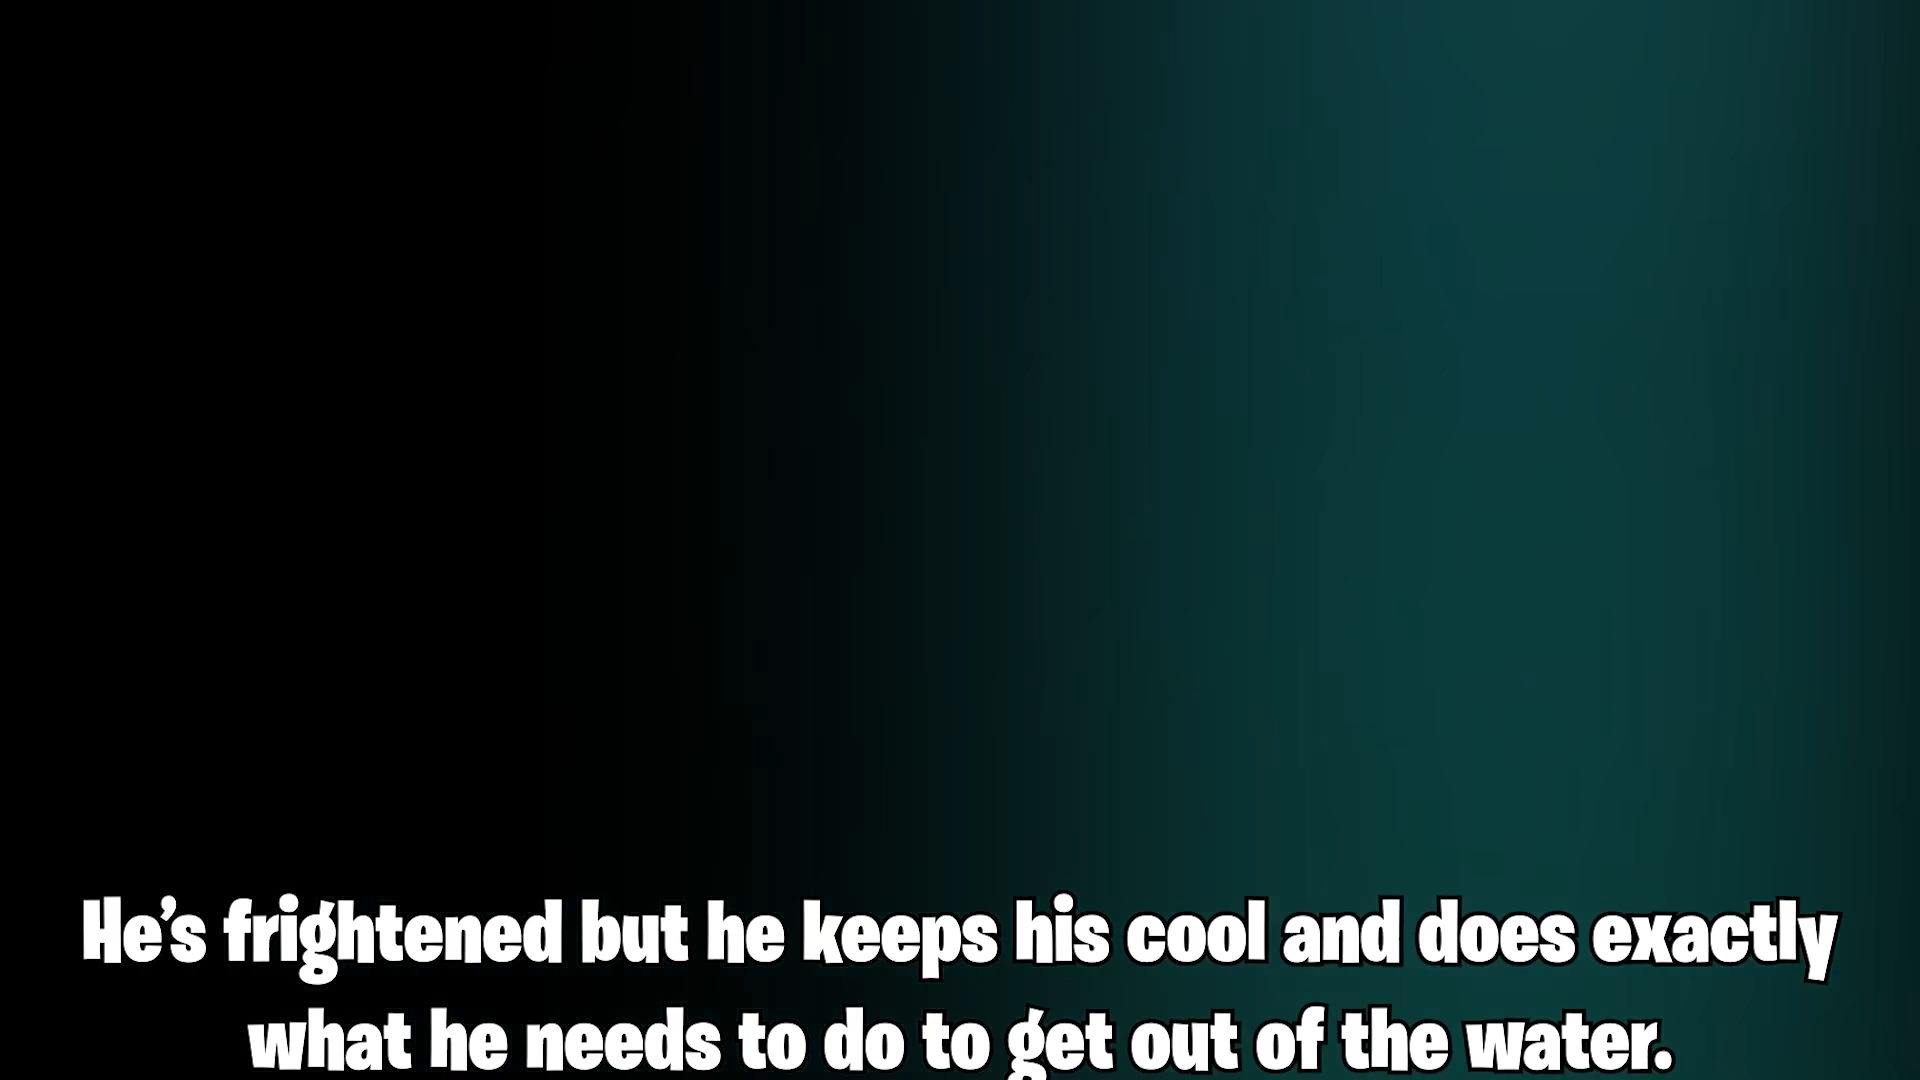 He’s frightened but he keeps his cool and does exactly
what he needs to do to get out of the water.